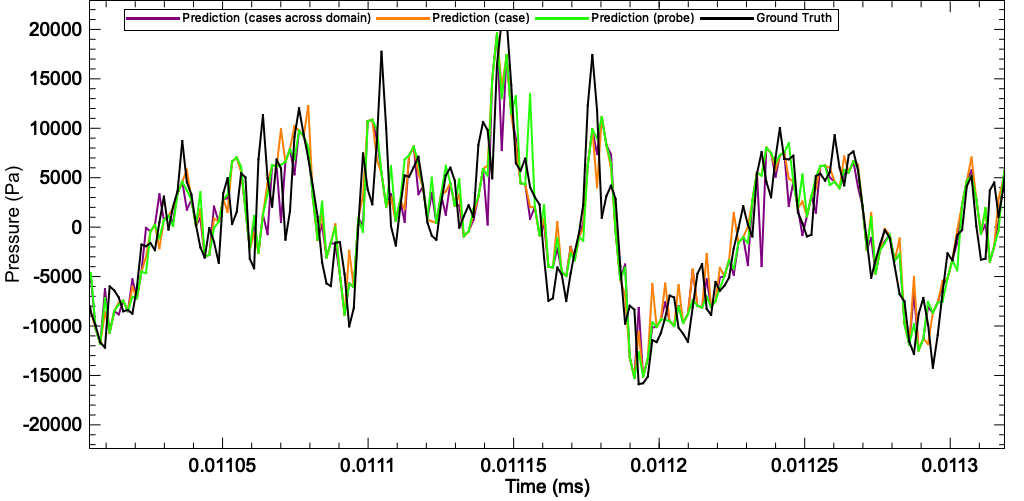 Prediction (cases across domain) Prediction (case) Prediction (probe) Ground Truth
20000
15000
10000
5000
0
-5000
-10000
-15000
-20000
Pressure (Pa)
0.01105 0.0111 0.01115 0.0112 0.01125 0.0113
Time (ms)